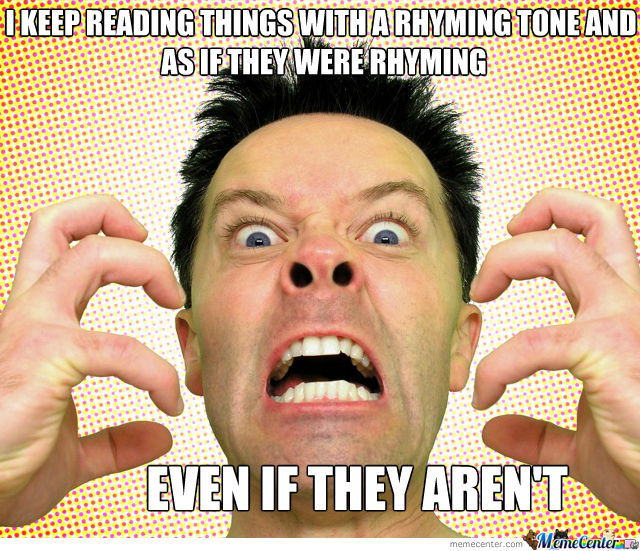 I KEEP READING THINGS WITH A RHYMING TONE AND
AS IF THEY WERE RHYMING
EVEN IF THEY AREN'T
memecenter.com MemeCenter